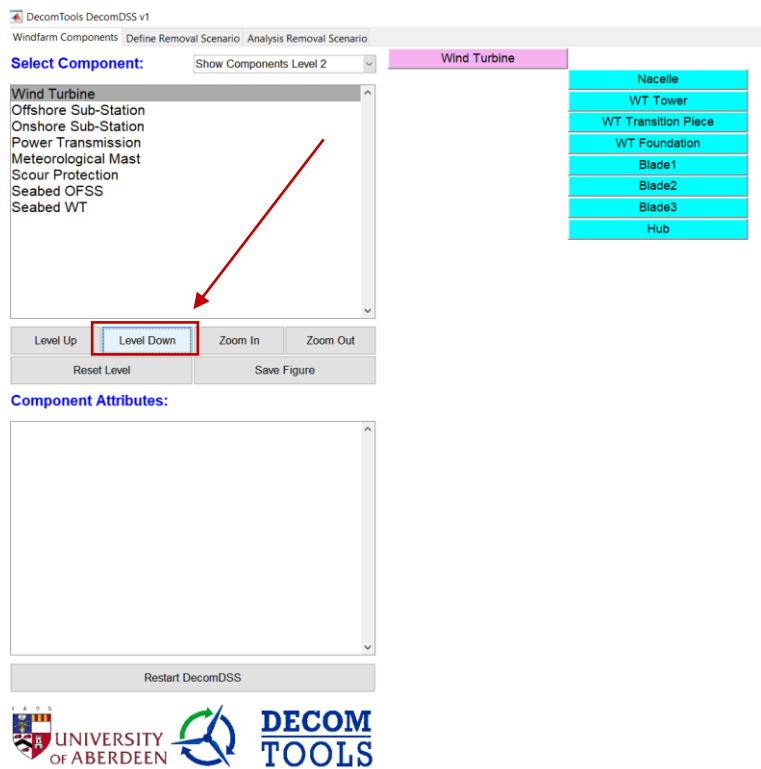 DecomTools DecomDSS v1
Windfarm Components Define Removal Scenario Analysis Removal Scenario
Select Component:
Show Components Level 2
Wind Turbine
Offshore Sub-Station
Onshore Sub-Station
Power Transmission
Meteorological Mast
Scour Protection
Seabed OFSS
Seabed WT
Level Up Level Down Zoom In Zoom Out
Reset Level Save Figure
Component Attributes:
Restart DecomDSS
1495
UNIVERSITY
OF ABERDEEN
DECOM
TOOLS
Wind Turbine
Nacelle
WT Tower
WT Transition Piece
WT Foundation
Blade1
Blade2
Blade3
Hub